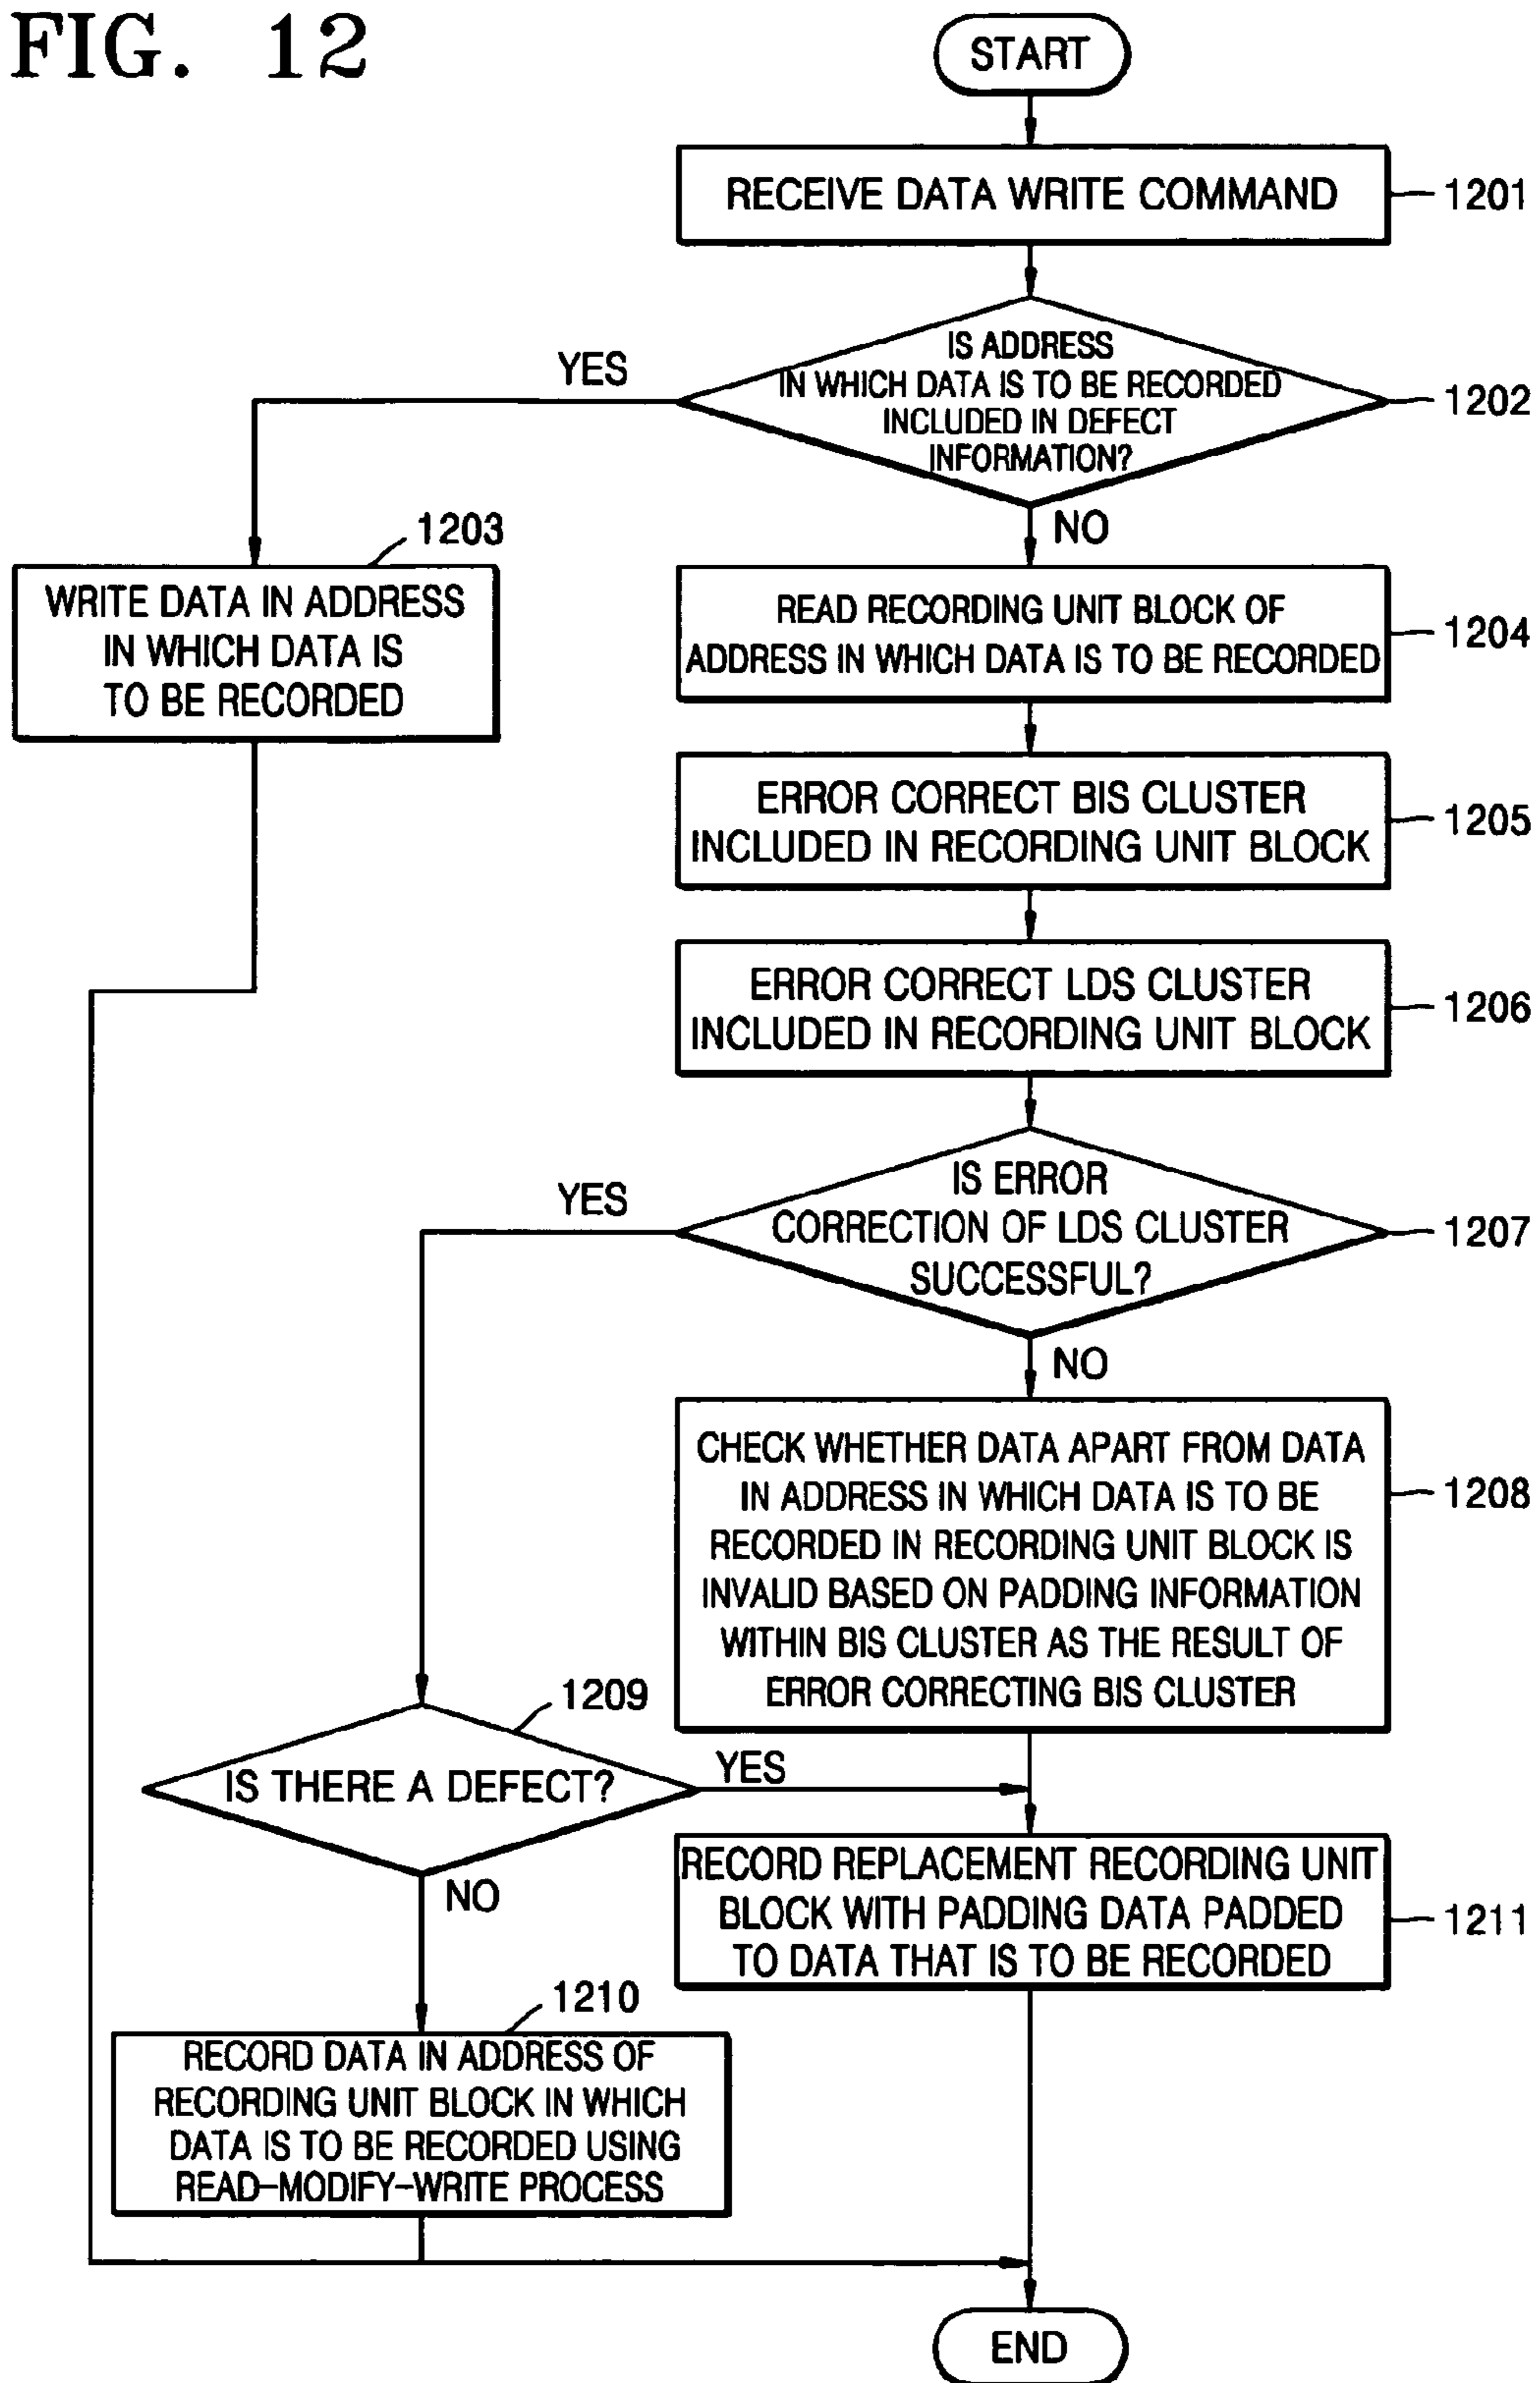 FIG. 12
START
RECEIVE DATA WRITE COMMAND
1201
IS ADDRESS
IN WHICH DATA IS TO BE RECORDED
INCLUDED IN DEFECT
INFORMATION?
1202
YES
NO
1203
WRITE DATA IN ADDRESS
IN WHICH DATA IS
TO BE RECORDED
READ RECORDING UNIT BLOCK OF
ADDRESS IN WHICH DATA IS TO BE RECORDED
1204
ERROR CORRECT BIS CLUSTER
INCLUDED IN RECORDING UNIT BLOCK
1205
ERROR CORRECT LDS CLUSTER
INCLUDED IN RECORDING UNIT BLOCK
1206
IS ERROR
CORRECTION OF LDS CLUSTER
SUCCESSFUL?
1207
YES
NO
CHECK WHETHER DATA APART FROM DATA
IN ADDRESS IN WHICH DATA IS TO BE
RECORDED IN RECORDING UNIT BLOCK IS
INVALID BASED ON PADDING INFORMATION
WITHIN BIS CLUSTER AS THE RESULT OF
ERROR CORRECTING BIS CLUSTER
1208
1209
IS THERE A DEFECT?
YES
NO
RECORD REPLACEMENT RECORDING UNIT
BLOCK WITH PADDING DATA PADDED
TO DATA THAT IS TO BE RECORDED
1211
1210
RECORD DATA IN ADDRESS OF
RECORDING UNIT BLOCK IN WHICH
DATA IS TO BE RECORDED USING
READ-MODIFY-WRITE PROCESS
END